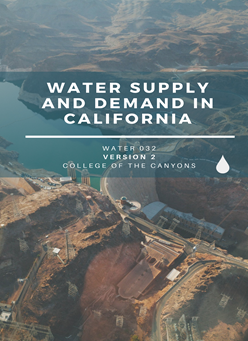 WATER SUPPLY
AND DEMAND IN
CALIFORNIA
WATER 032
VERSION 2
COLLEGE OF THE CANYONS